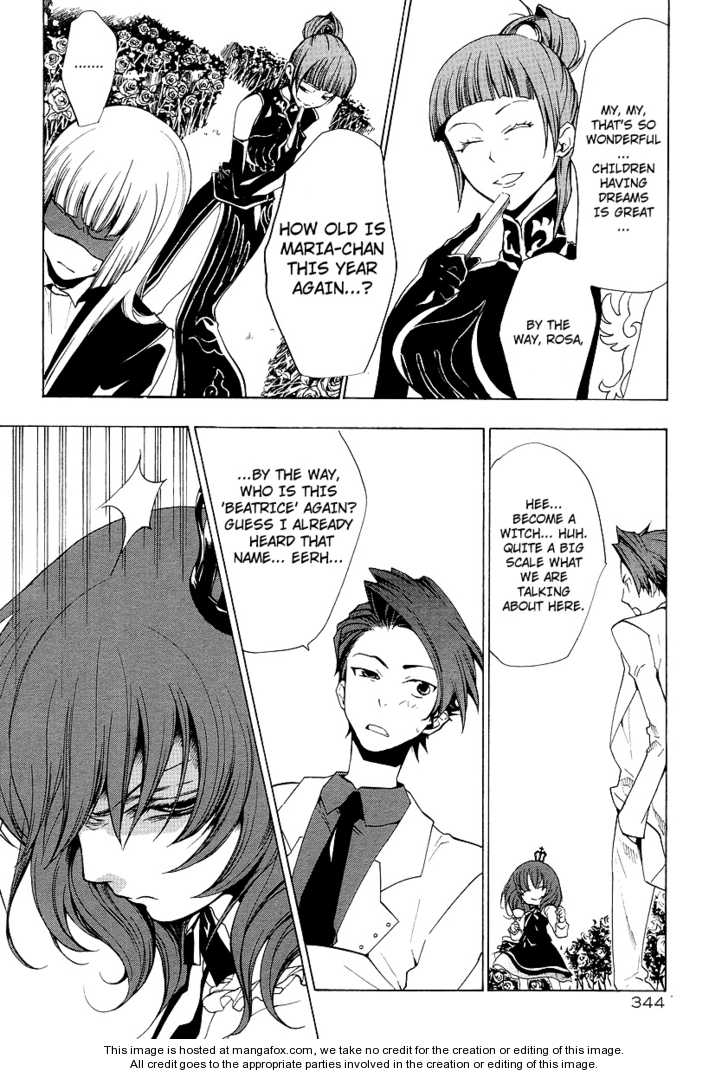 MY, MY,
THAT'S SO
WONDERFUL
...
CHILDREN
HAVING
DREAMS
IS GREAT
...
BY THE
WAY, ROSA,
HOW OLD IS
MARIA-CHAN
THIS YEAR
AGAIN...?
........
HEE...
BECOME A
WITCH... HUH.
QUITE A BIG
SCALE WHAT
WE ARE
TALKING
ABOUT HERE.
...BY THE WAY,
WHO IS THIS
'BEATRICE' AGAIN?
GUESS I ALREADY
HEARD THAT
NAME... EERH...
344
This image is hosted at mangafox.com, we take no credit for the creation or editing of this image.
All credit goes to the appropriate parties involved in the creation and editing of this image.